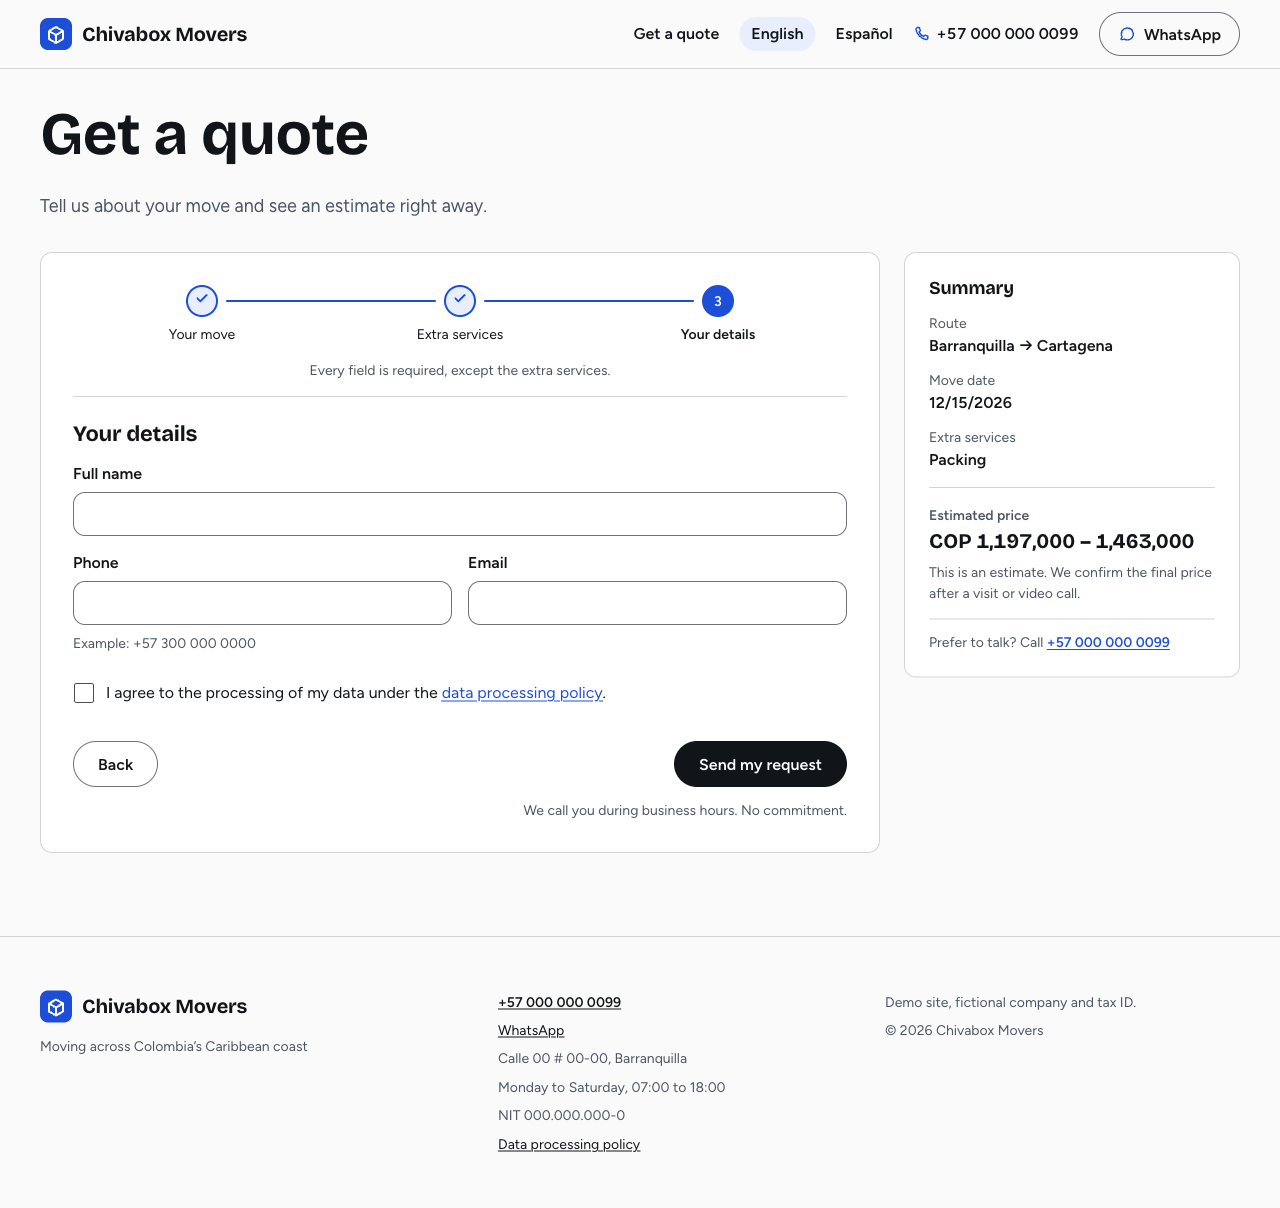 Chivabox Movers
Get a quote
English
Español
+57 000 000 0099
WhatsApp
Get a quote
Tell us about your move and see an estimate right away.
3
Your move
Extra services
Your details
Every field is required, except the extra services.
Your details
Full name
Phone
Email
Example: +57 300 000 0000
I agree to the processing of my data under the data processing policy.
Back
Send my request
We call you during business hours. No commitment.
Summary
Route
Barranquilla → Cartagena
Move date
12/15/2026
Extra services
Packing
Estimated price
COP 1,197,000 – 1,463,000
This is an estimate. We confirm the final price
after a visit or video call.
Prefer to talk? Call +57 000 000 0099
Chivabox Movers
Moving across Colombia’s Caribbean coast
+57 000 000 0099
WhatsApp
Calle 00 # 00-00, Barranquilla
Monday to Saturday, 07:00 to 18:00
NIT 000.000.000-0
Data processing policy
Demo site, fictional company and tax ID.
© 2026 Chivabox Movers